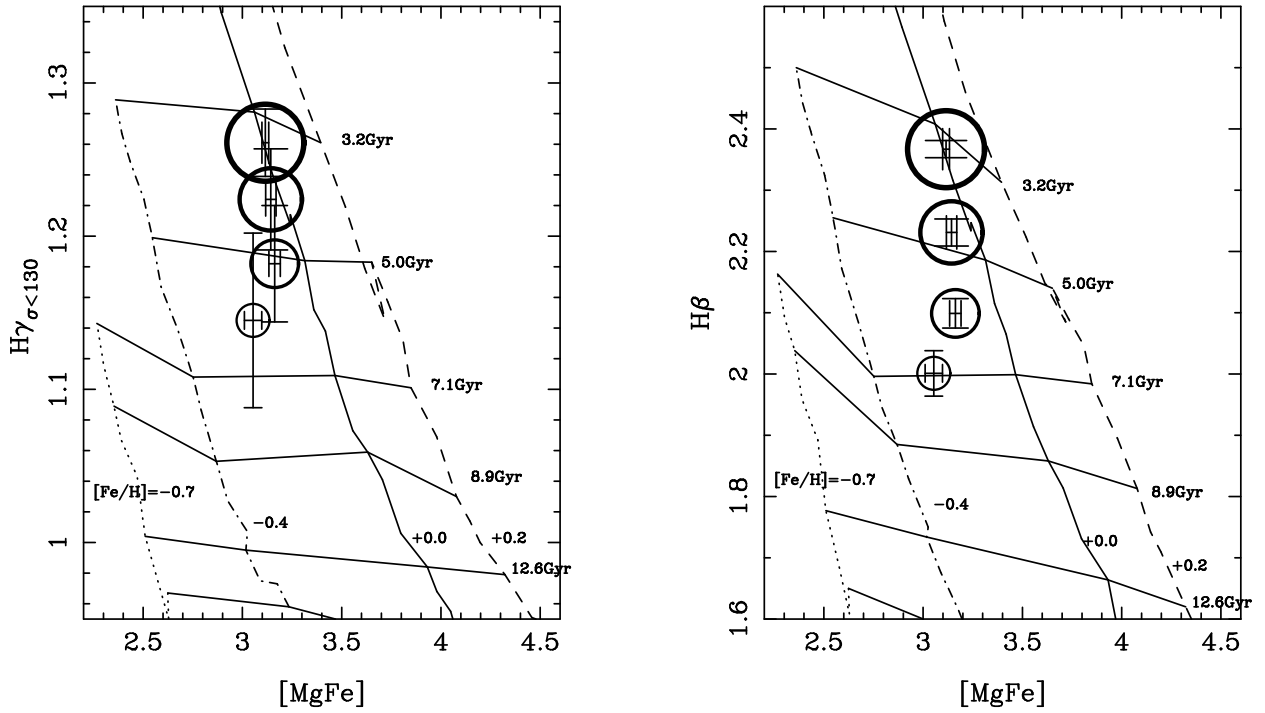 Hγσ<130
1.3
1.2
1.1
1
3.2Gyr
5.0Gyr
7.1Gyr
8.9Gyr
[Fe/H]=−0.7
−0.4
+0.0
+0.2
12.6Gyr
2.5 3 3.5 4 4.5
[MgFe]
Hβ
2.4
2.2
2
1.8
1.6
3.2Gyr
5.0Gyr
7.1Gyr
[Fe/H]=−0.7
8.9Gyr
−0.4
+0.0
+0.2
12.6Gyr
2.5 3 3.5 4 4.5
[MgFe]